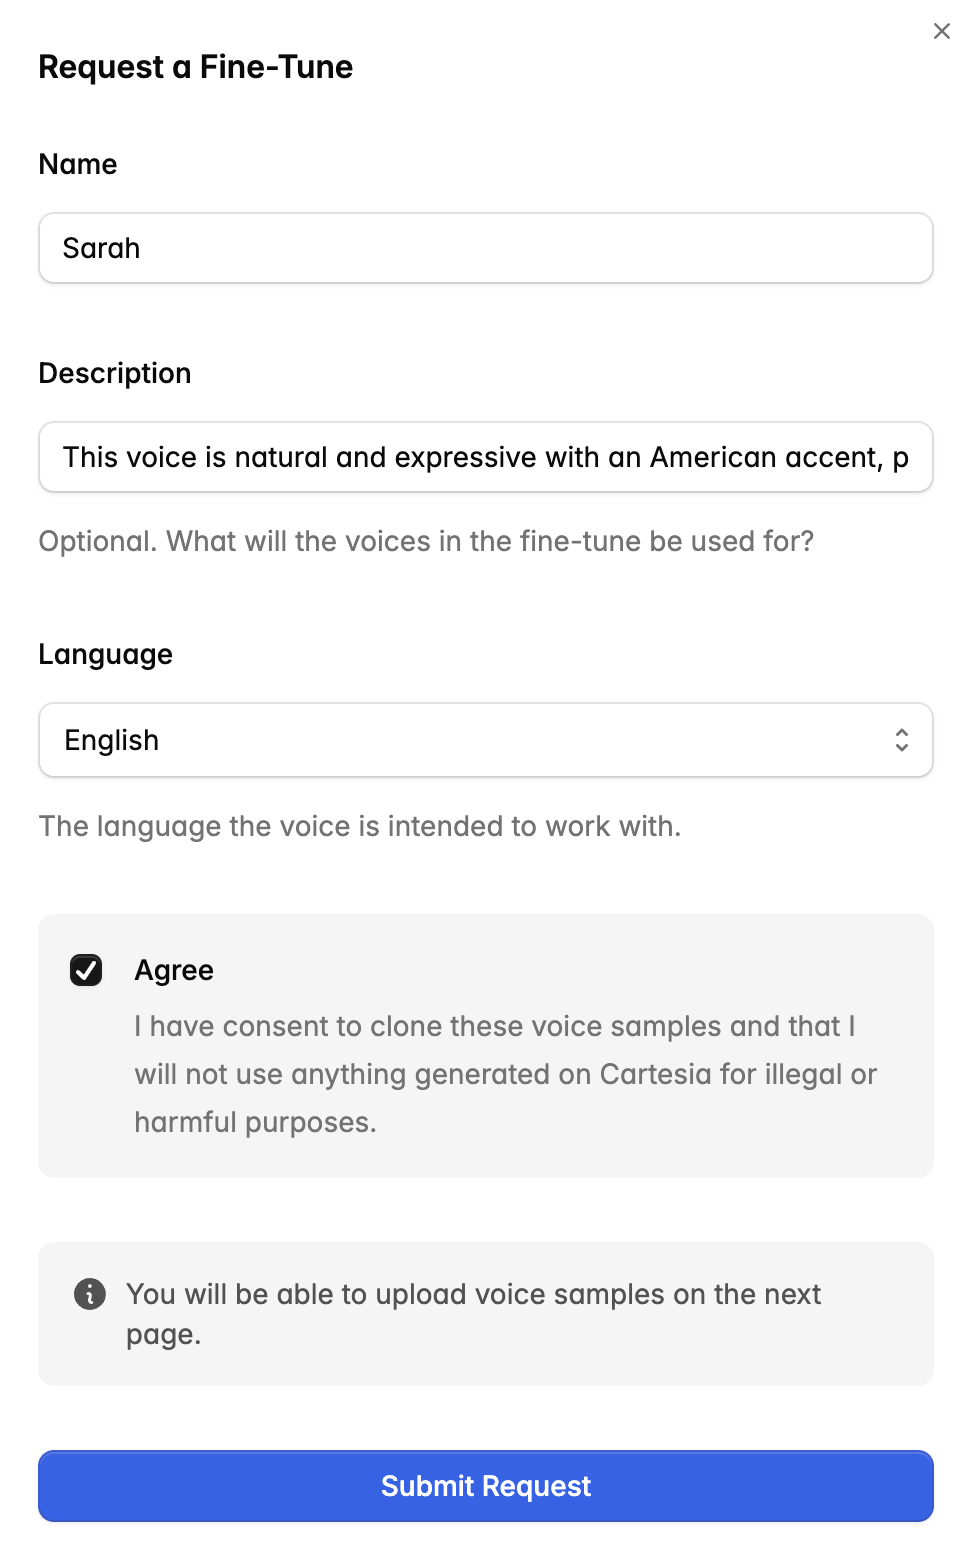 Request a Fine-Tune
Name
Sarah
Description
This voice is natural and expressive with an American accent, p
Optional. What will the voices in the fine-tune be used for?
Language
English
The language the voice is intended to work with.
Agree
I have consent to clone these voice samples and that I
will not use anything generated on Cartesia for illegal or
harmful purposes.
You will be able to upload voice samples on the next
page.
Submit Request